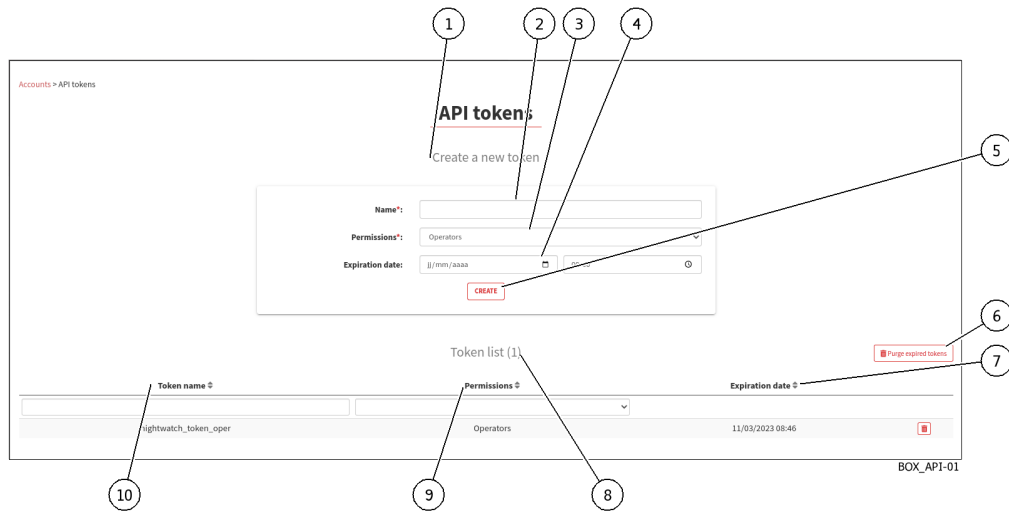 1 2 3 4
Accounts > API tokens
API tokens
Create a new token
5
Name*:
Permissions*: Operators
Expiration date: jj/mm/aaaa
CREATE
6
Token list (1) Purge expired tokens
7
Token name Permissions Expiration date
nightwatch_token_oper Operators 11/03/2023 08:46
BOX_API-01
10 9 8